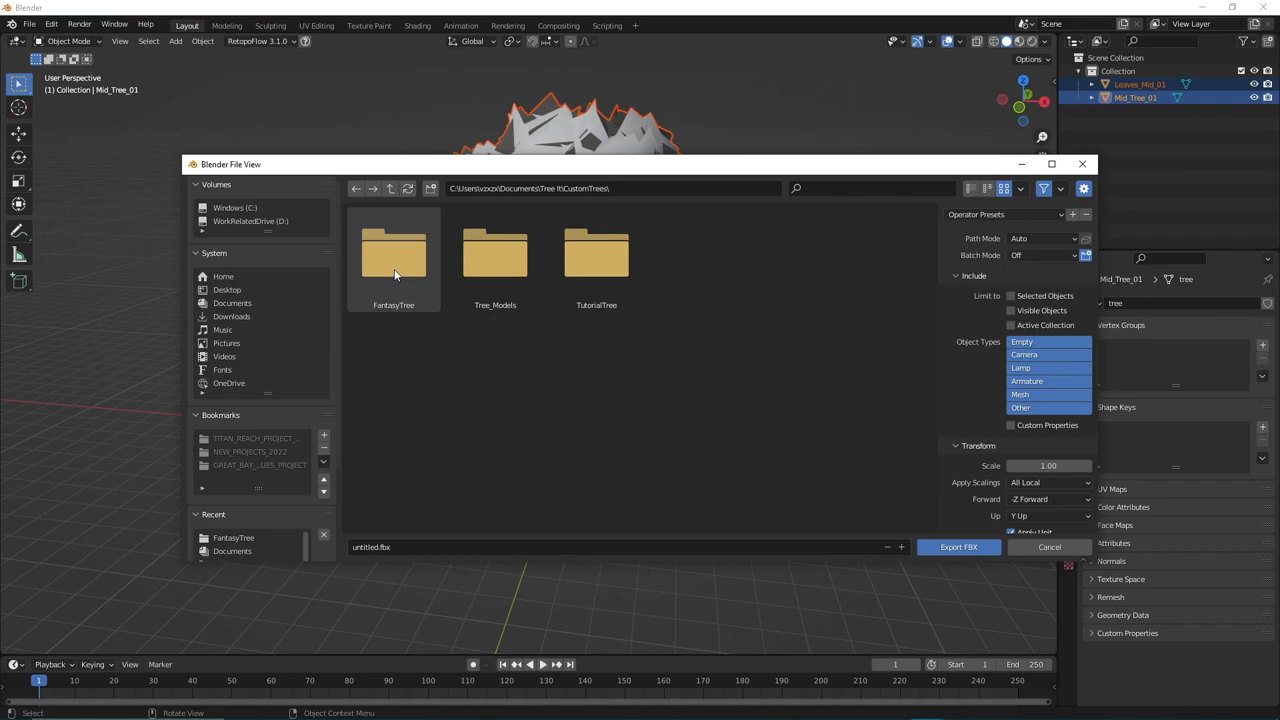 Blender
File Edit Render Window Help Layout Modeling Sculpting UV Editing Texture Paint Shading Animation Rendering Compositing Scripting + Scene View Layer
Object Mode View Select Add Object RetopoFlow 3.1.0 Global
Options
User Perspective
(1) Collection | Mid_Tree_01
Z
Y
X
Scene Collection
Collection
Leaves_Mid_01
Mid_Tree_01
Blender File View
Volumes
Windows (C:)
WorkRelatedDrive (D:)
System
Home
Desktop
Documents
Downloads
Music
Pictures
Videos
Fonts
OneDrive
Bookmarks
TITAN_REACH_PROJECT_...
NEW_PROJECTS_2022
GREAT_BAY_...UE5_PROJECT
Recent
FantasyTree
Documents
C:\Users\vzxzx\Documents\Tree It\CustomTrees\
FantasyTree
Tree_Models
TutorialTree
untitled.fbx
Operator Presets
Path Mode Auto
Batch Mode Off
Include
Limit to Selected Objects
Visible Objects
Active Collection
Object Types Empty
Camera
Lamp
Armature
Mesh
Other
Custom Properties
Transform
Scale 1.00
Apply Scalings All Local
Forward -Z Forward
Up Y Up
Apply Unit
Export FBX Cancel
Mid_Tree_01 tree
tree
Vertex Groups
Shape Keys
UV Maps
Color Attributes
Face Maps
Attributes
Normals
Texture Space
Remesh
Geometry Data
Custom Properties
Playback Keying View Marker 1 Start 1 End 250
1 10 20 30 40 50 60 70 80 90 100 110 120 130 140 150 160 170 180 190 200 210 220 230 240 250
Select Rotate View Object Context Menu